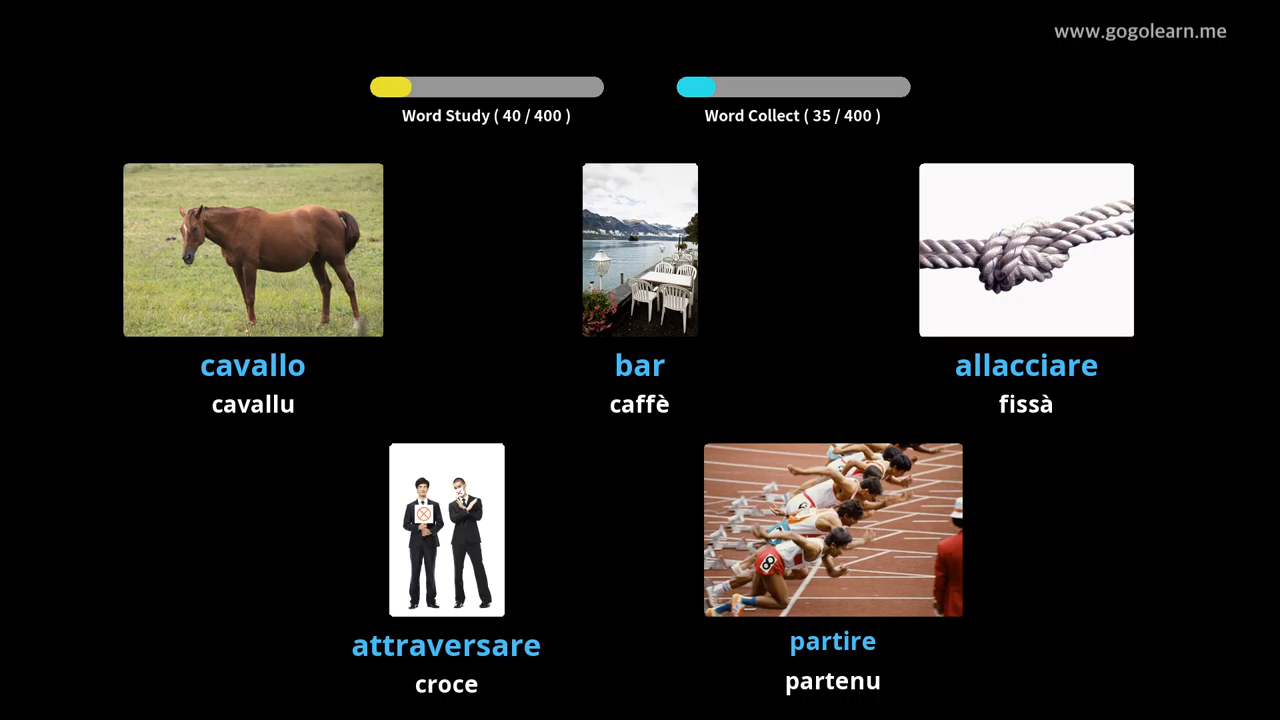 www.gogolearn.me
Word Study ( 40 / 400 )
Word Collect ( 35 / 400 )
cavallo
cavallu
bar
caffè
allacciare
fissà
attraversare
croce
partire
partenu